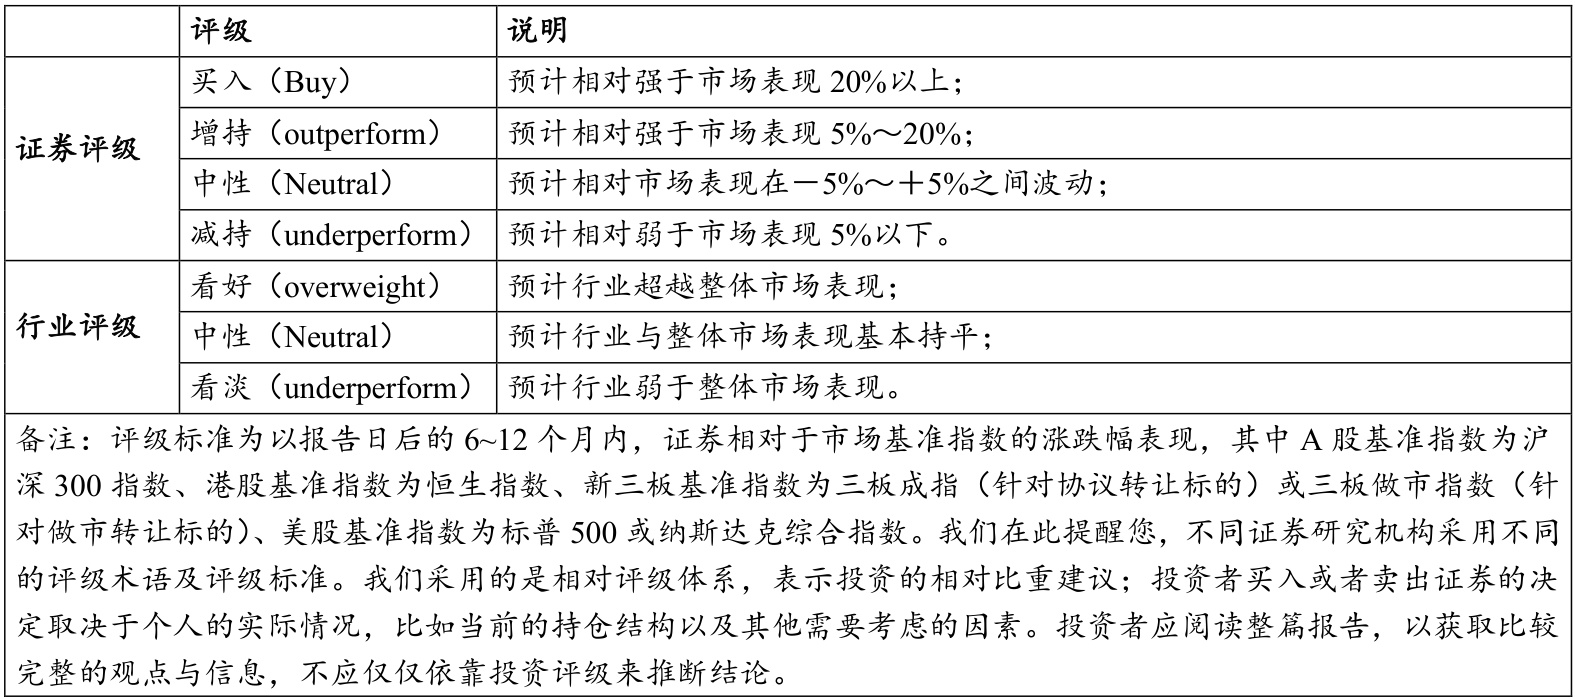 评级 说明
证券评级
买入（Buy） 预计相对强于市场表现 20%以上；
增持（outperform） 预计相对强于市场表现 5%～20%；
中性（Neutral） 预计相对市场表现在－5%～＋5%之间波动；
减持（underperform） 预计相对弱于市场表现 5%以下。
行业评级
看好（overweight） 预计行业超越整体市场表现；
中性（Neutral） 预计行业与整体市场表现基本持平；
看淡（underperform） 预计行业弱于整体市场表现。
备注：评级标准为以报告日后的 6~12 个月内，证券相对于市场基准指数的涨跌幅表现，其中 A 股基准指数为沪
深 300 指数、港股基准指数为恒生指数、新三板基准指数为三板成指（针对协议转让标的）或三板做市指数（针
对做市转让标的）、美股基准指数为标普 500 或纳斯达克综合指数。我们在此提醒您，不同证券研究机构采用不同
的评级术语及评级标准。我们采用的是相对评级体系，表示投资的相对比重建议；投资者买入或者卖出证券的决
定取决于个人的实际情况，比如当前的持仓结构以及其他需要考虑的因素。投资者应阅读整篇报告，以获取比较
完整的观点与信息，不应仅仅依靠投资评级来推断结论。